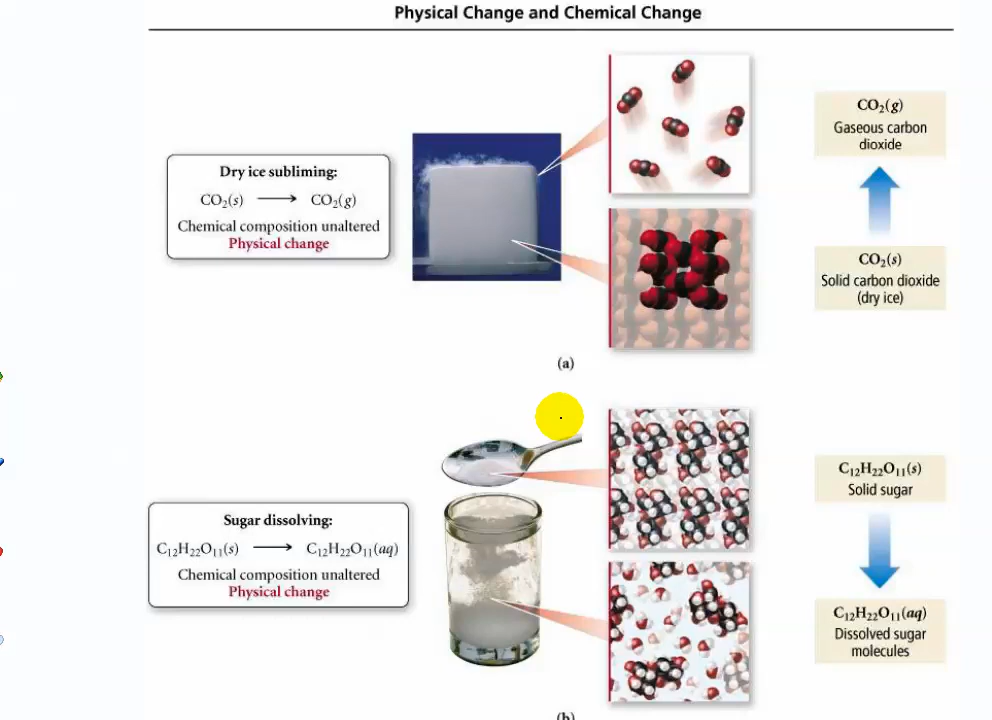 Physical Change and Chemical Change
Dry ice subliming:
CO₂(s) ⟶ CO₂(g)
Chemical composition unaltered
Physical change
CO₂(g)
Gaseous carbon
dioxide
CO₂(s)
Solid carbon dioxide
(dry ice)
(a)
Sugar dissolving:
C₁₂H₂₂O₁₁(s) ⟶ C₁₂H₂₂O₁₁(aq)
Chemical composition unaltered
Physical change
C₁₂H₂₂O₁₁(s)
Solid sugar
C₁₂H₂₂O₁₁(aq)
Dissolved sugar
molecules
(b)